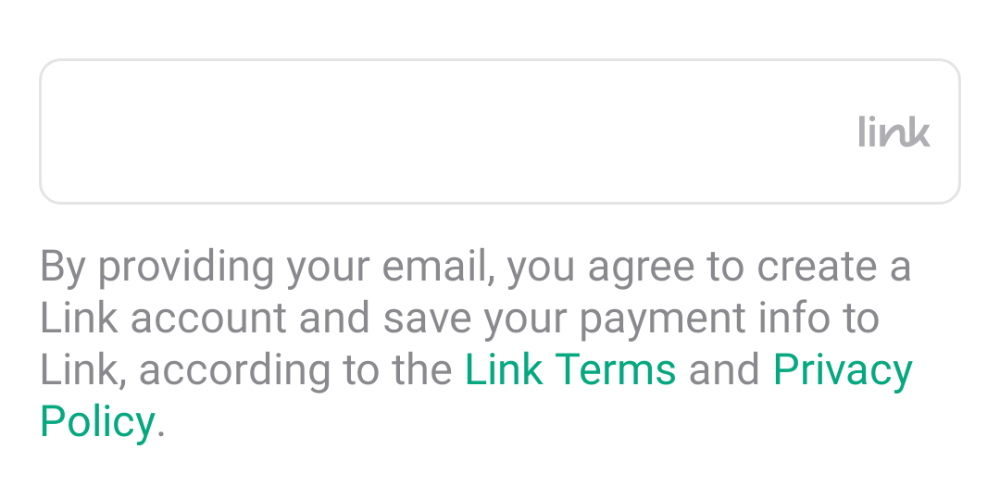 link
By providing your email, you agree to create a
Link account and save your payment info to
Link, according to the Link Terms and Privacy
Policy.